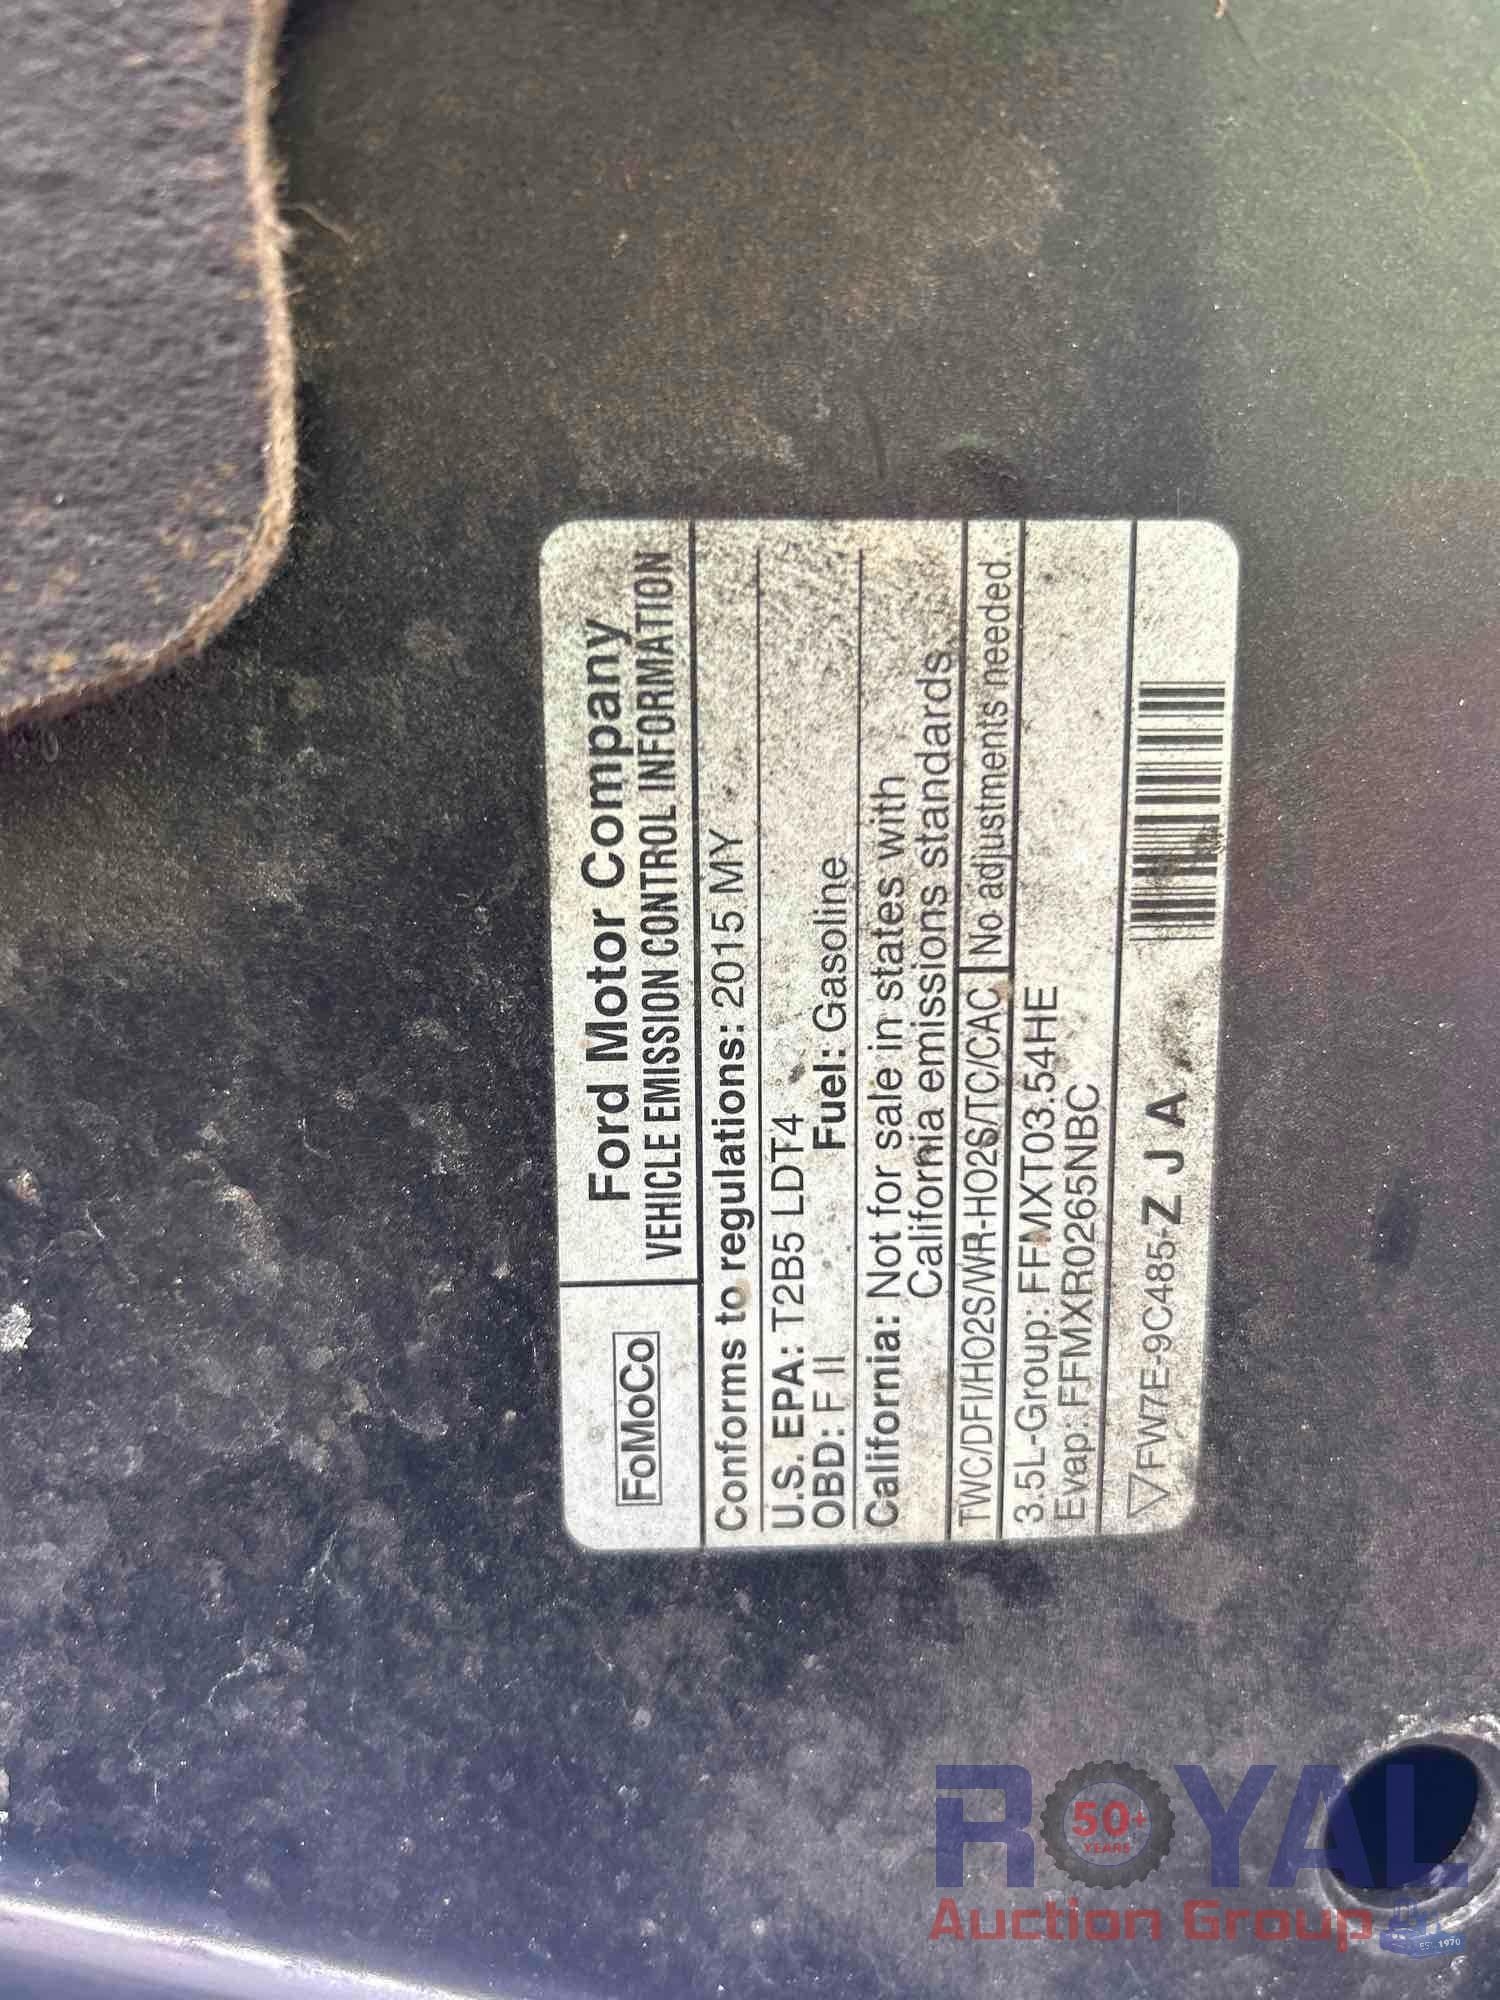 FoMoCo
Ford Motor Company
VEHICLE EMISSION CONTROL INFORMATION
Conforms to regulations: 2015 MY
U.S. EPA: T2B5 LDT4
OBD: F II Fuel: Gasoline
California: Not for sale in states with
California emissions standards.
TWC/DFI/HO2S/WR-HO2S/TC/CAC No adjustments needed.
3.5L-Group: FFMXT03.54HE
Evap: FFMXR0265NBC
FW7E-9C485-Z J A
ROYAL
50+
YEARS
Auction Group
EST. 1970